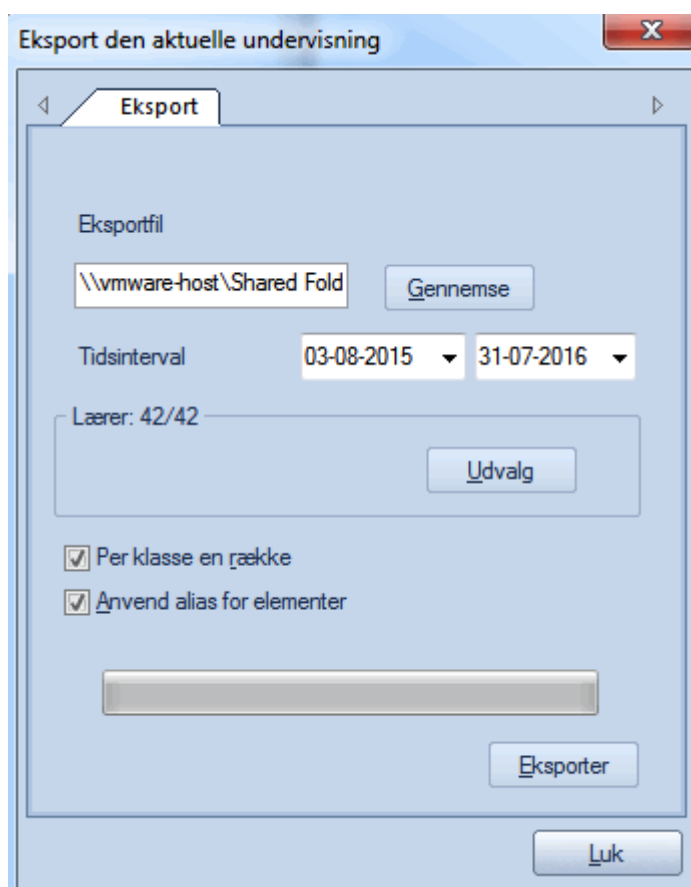 Eksport den aktuelle undervisning
Eksport
Eksportfil
\\vmware-host\Shared Fold
Gennemse
Tidsinterval
03-08-2015
31-07-2016
Lærer: 42/42
Udvalg
Per klasse en række
Anvend alias for elementer
Eksporter
Luk